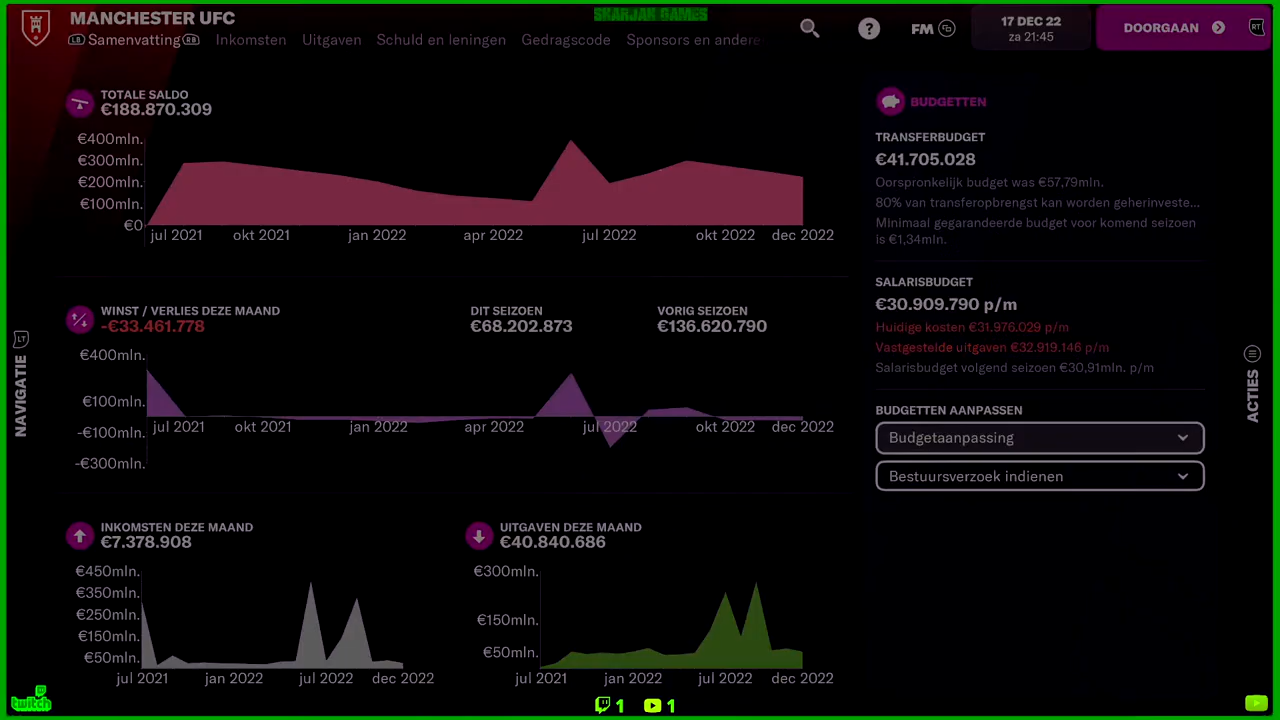 SKARJAH GAMES
MANCHESTER UFC
LB Samenvatting RB Inkomsten Uitgaven Schuld en leningen Gedragscode Sponsors en andere
?
FM
17 DEC 22
za 21:45
DOORGAAN
RT
TOTALE SALDO
€188.870.309
€400mln.
€300mln.
€200mln.
€100mln.
€0
jul 2021 okt 2021 jan 2022 apr 2022 jul 2022 okt 2022 dec 2022
WINST / VERLIES DEZE MAAND
-€33.461.778
DIT SEIZOEN
€68.202.873
VORIG SEIZOEN
€136.620.790
€400mln.
€100mln.
-€100mln.
-€300mln.
jul 2021 okt 2021 jan 2022 apr 2022 jul 2022 okt 2022 dec 2022
INKOMSTEN DEZE MAAND
€7.378.908
€450mln.
€350mln.
€250mln.
€150mln.
€50mln.
jul 2021 jan 2022 jul 2022 dec 2022
UITGAVEN DEZE MAAND
€40.840.686
€300mln.
€150mln.
€50mln.
jul 2021 jan 2022 jul 2022 dec 2022
BUDGETTEN
TRANSFERBUDGET
€41.705.028
Oorspronkelijk budget was €57,79mln.
80% van transferopbrengst kan worden geherinveste...
Minimaal gegarandeerde budget voor komend seizoen
is €1,34mln.
SALARISBUDGET
€30.909.790 p/m
Huidige kosten €31.976.029 p/m
Vastgestelde uitgaven €32.919.146 p/m
Salarisbudget volgend seizoen €30,91mln. p/m
BUDGETTEN AANPASSEN
Budgetaanpassing
Bestuursverzoek indienen
LT
NAVIGATIE
ACTIES
twitch
1 1